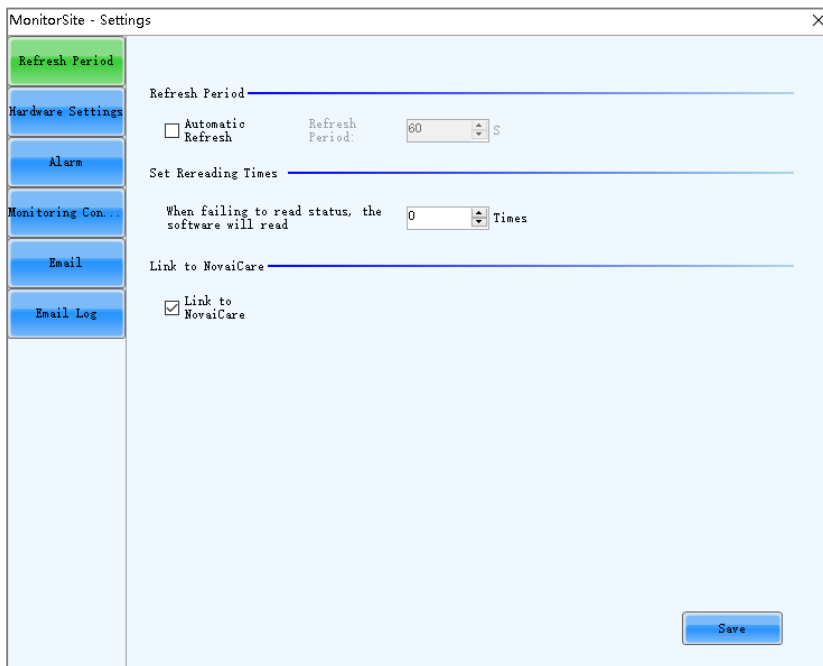 MonitorSite - Settings
Refresh Period
Hardware Settings
Alarm
Monitoring Con...
Email
Email Log
Refresh Period
Automatic
Refresh
Refresh
Period:
60
S
Set Rereading Times
When failing to read status, the
software will read
0
Times
Link to NovaiCare
Link to
NovaiCare
Save